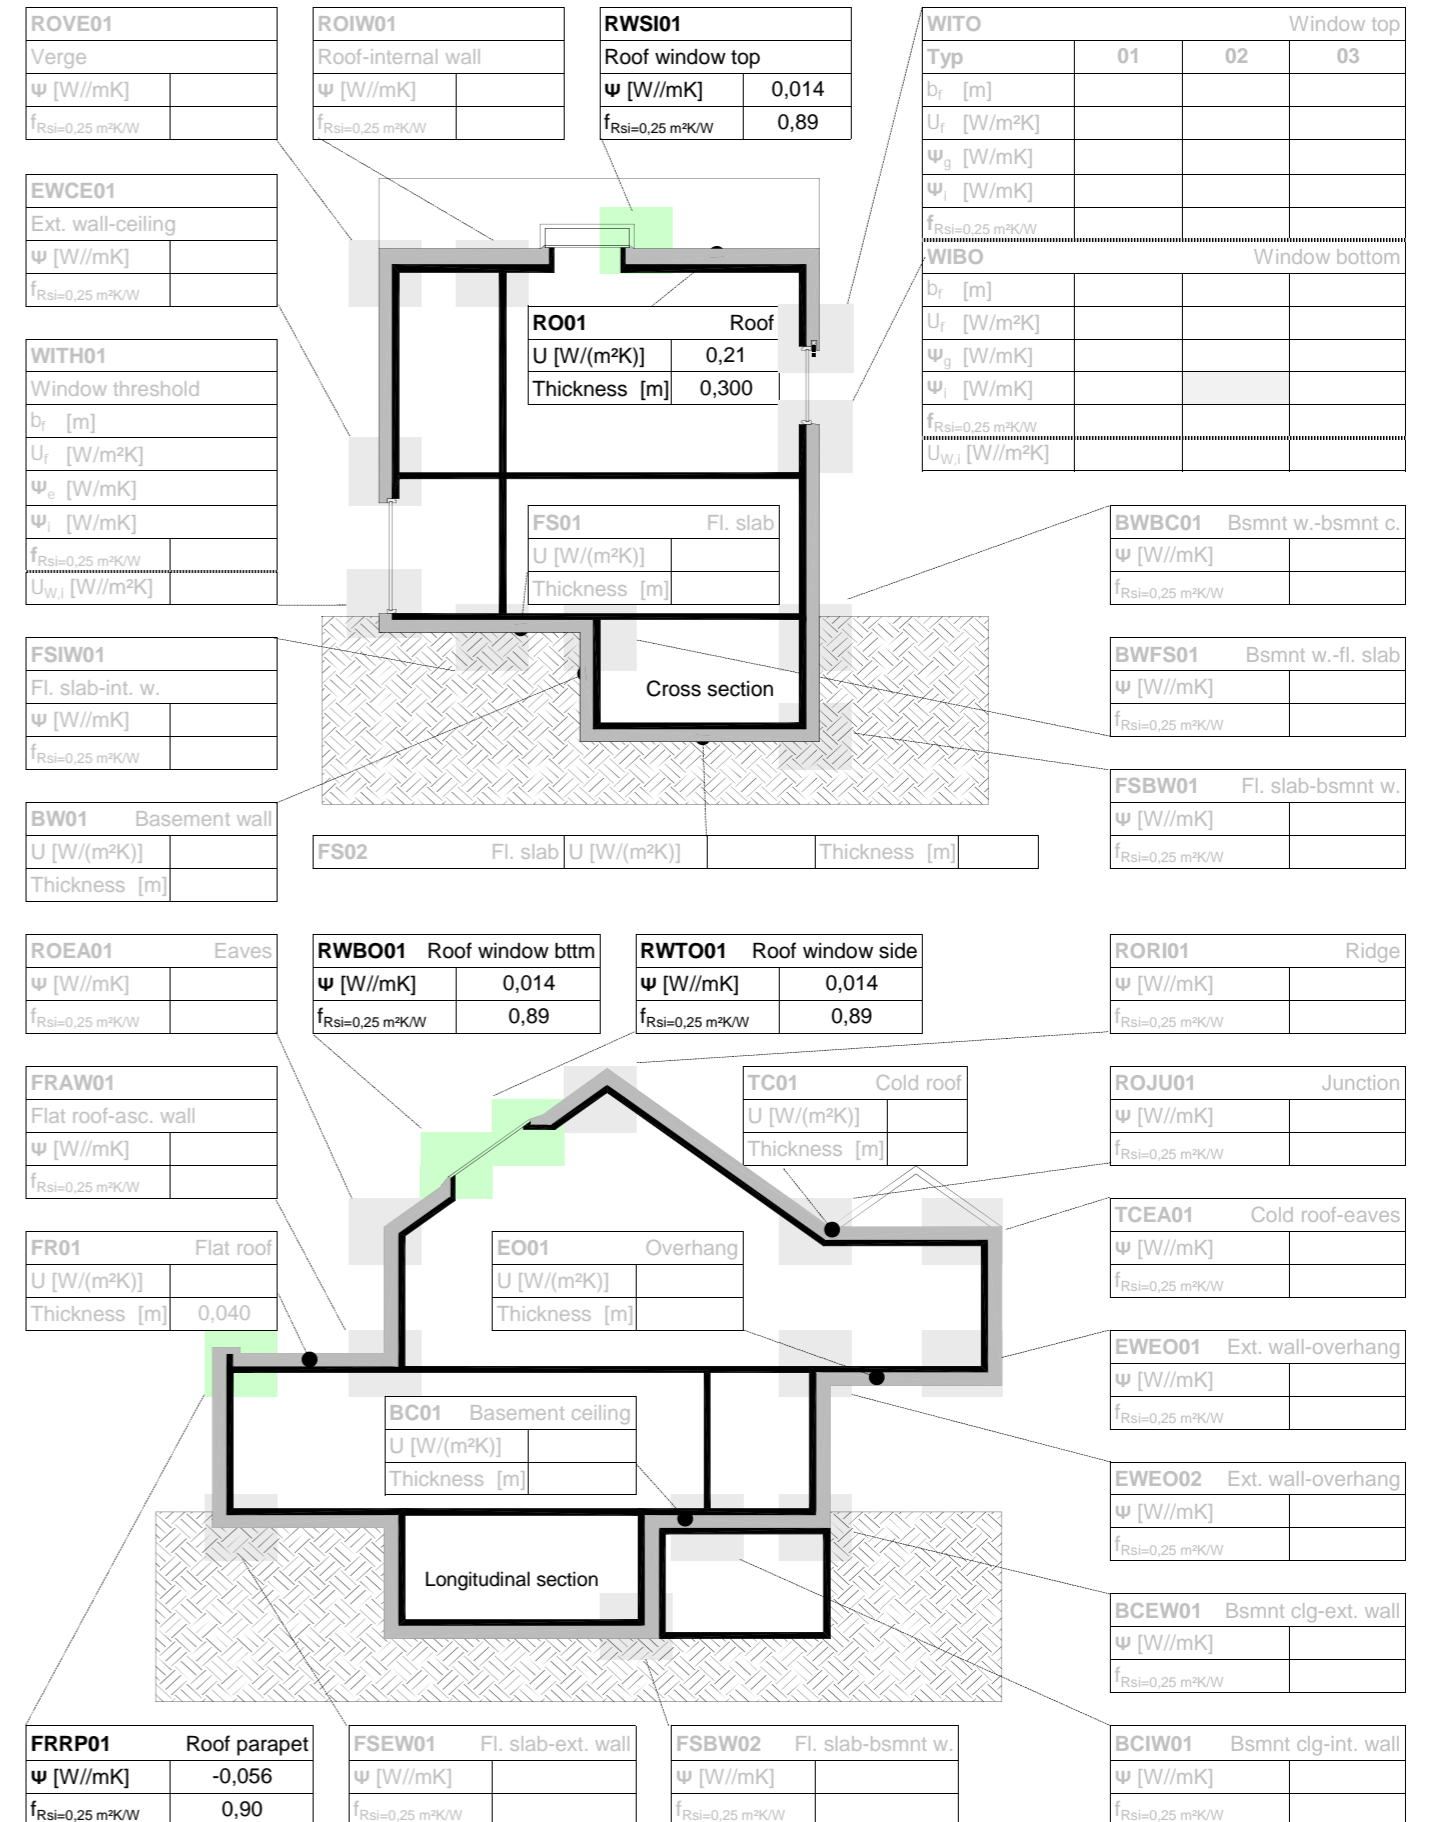 ROVE01
Verge
Ψ [W//mK]
fRsi=0,25 m²K/W
ROIW01
Roof-internal wall
Ψ [W//mK]
fRsi=0,25 m²K/W
RWSI01
Roof window top
Ψ [W//mK] 0,014
fRsi=0,25 m²K/W 0,89
WITO Window top
Typ 01 02 03
bf [m]
Uf [W/m²K]
Ψg [W/mK]
Ψi [W/mK]
fRsi=0,25 m²K/W
WIBO Window bottom
bf [m]
Uf [W/m²K]
Ψg [W/mK]
Ψi [W/mK]
fRsi=0,25 m²K/W
UW,i [W//m²K]
EWCE01
Ext. wall-ceiling
Ψ [W//mK]
fRsi=0,25 m²K/W
RO01 Roof
U [W/(m²K)] 0,21
Thickness [m] 0,300
WITH01
Window threshold
bf [m]
Uf [W/m²K]
Ψe [W/mK]
Ψi [W/mK]
fRsi=0,25 m²K/W
UW,i [W//m²K]
FS01 Fl. slab
U [W/(m²K)]
Thickness [m]
BWBC01 Bsmnt w.-bsmnt c.
Ψ [W//mK]
fRsi=0,25 m²K/W
FSIW01
Fl. slab-int. w.
Ψ [W//mK]
fRsi=0,25 m²K/W
Cross section
BWFS01 Bsmnt w.-fl. slab
Ψ [W//mK]
fRsi=0,25 m²K/W
FSBW01 Fl. slab-bsmnt w.
Ψ [W//mK]
fRsi=0,25 m²K/W
BW01 Basement wall
U [W/(m²K)]
Thickness [m]
FS02 Fl. slab U [W/(m²K)] Thickness [m]
ROEA01 Eaves
Ψ [W//mK]
fRsi=0,25 m²K/W
RWBO01 Roof window bttm
Ψ [W//mK] 0,014
fRsi=0,25 m²K/W 0,89
RWTO01 Roof window side
Ψ [W//mK] 0,014
fRsi=0,25 m²K/W 0,89
RORI01 Ridge
Ψ [W//mK]
fRsi=0,25 m²K/W
FRAW01
Flat roof-asc. wall
Ψ [W//mK]
fRsi=0,25 m²K/W
TC01 Cold roof
U [W/(m²K)]
Thickness [m]
ROJU01 Junction
Ψ [W//mK]
fRsi=0,25 m²K/W
TCEA01 Cold roof-eaves
Ψ [W//mK]
fRsi=0,25 m²K/W
FR01 Flat roof
U [W/(m²K)]
Thickness [m] 0,040
EO01 Overhang
U [W/(m²K)]
Thickness [m]
EWEO01 Ext. wall-overhang
Ψ [W//mK]
fRsi=0,25 m²K/W
BC01 Basement ceiling
U [W/(m²K)]
Thickness [m]
EWEO02 Ext. wall-overhang
Ψ [W//mK]
fRsi=0,25 m²K/W
Longitudinal section
BCEW01 Bsmnt clg-ext. wall
Ψ [W//mK]
fRsi=0,25 m²K/W
FRRP01 Roof parapet
Ψ [W//mK] -0,056
fRsi=0,25 m²K/W 0,90
FSEW01 Fl. slab-ext. wall
Ψ [W//mK]
fRsi=0,25 m²K/W
FSBW02 Fl. slab-bsmnt w.
Ψ [W//mK]
fRsi=0,25 m²K/W
BCIW01 Bsmnt clg-int. wall
Ψ [W//mK]
fRsi=0,25 m²K/W